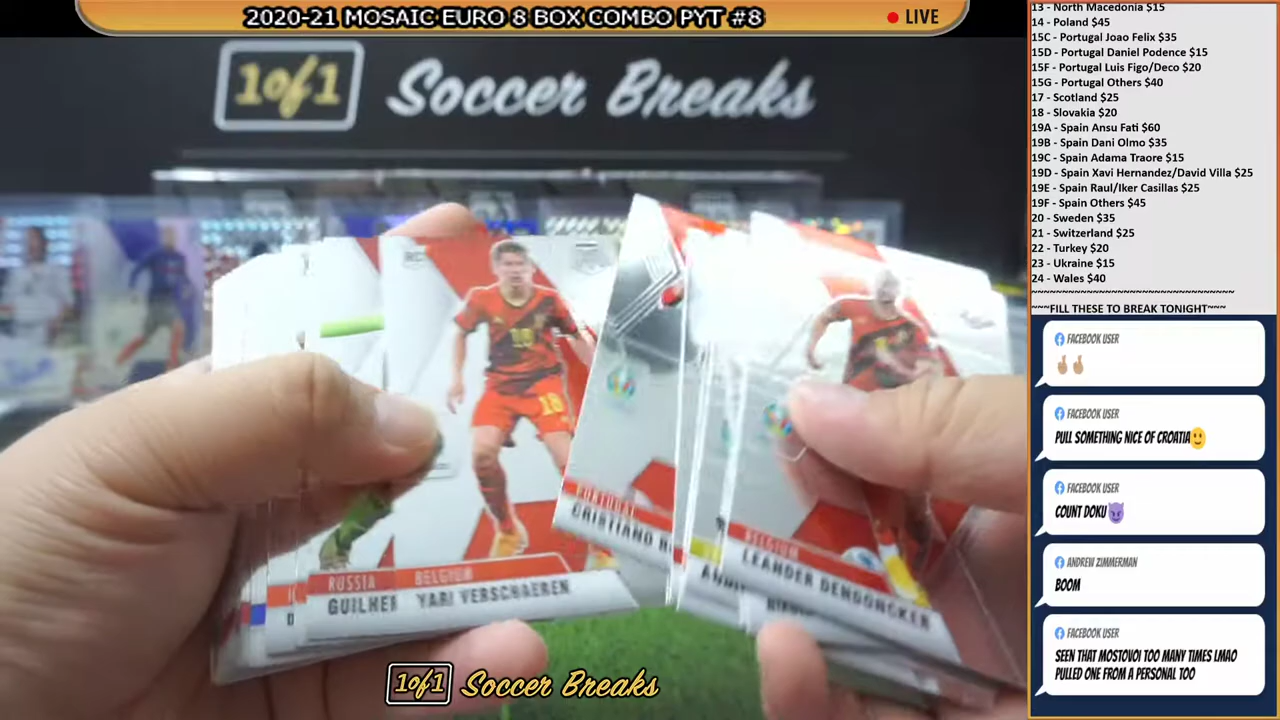 2020-21 MOSAIC EURO 8 BOX COMBO PYT #8
LIVE
1of1
Soccer Breaks
RC
18
18
RUSSIA
BELGIUM
YARI VERSCHAEREN
PORTUGAL
CRISTIANO
BELGIUM
LEANDER DENDONCKER
1of1 Soccer Breaks
13 - North Macedonia $15
14 - Poland $45
15C - Portugal Joao Felix $35
15D - Portugal Daniel Podence $15
15F - Portugal Luis Figo/Deco $20
15G - Portugal Others $40
17 - Scotland $25
18 - Slovakia $20
19A - Spain Ansu Fati $60
19B - Spain Dani Olmo $35
19C - Spain Adama Traore $15
19D - Spain Xavi Hernandez/David Villa $25
19E - Spain Raul/Iker Casillas $25
19F - Spain Others $45
20 - Sweden $35
21 - Switzerland $25
22 - Turkey $20
23 - Ukraine $15
24 - Wales $40
~~~FILL THESE TO BREAK TONIGHT~~~
FACEBOOK USER
FACEBOOK USER
PULL SOMETHING NICE OF CROATIA
FACEBOOK USER
COUNT DOKU
ANDREW ZIMMERMAN
BOOM
FACEBOOK USER
SEEN THAT MOSTOVOI TOO MANY TIMES LMAO
PULLED ONE FROM A PERSONAL TOO